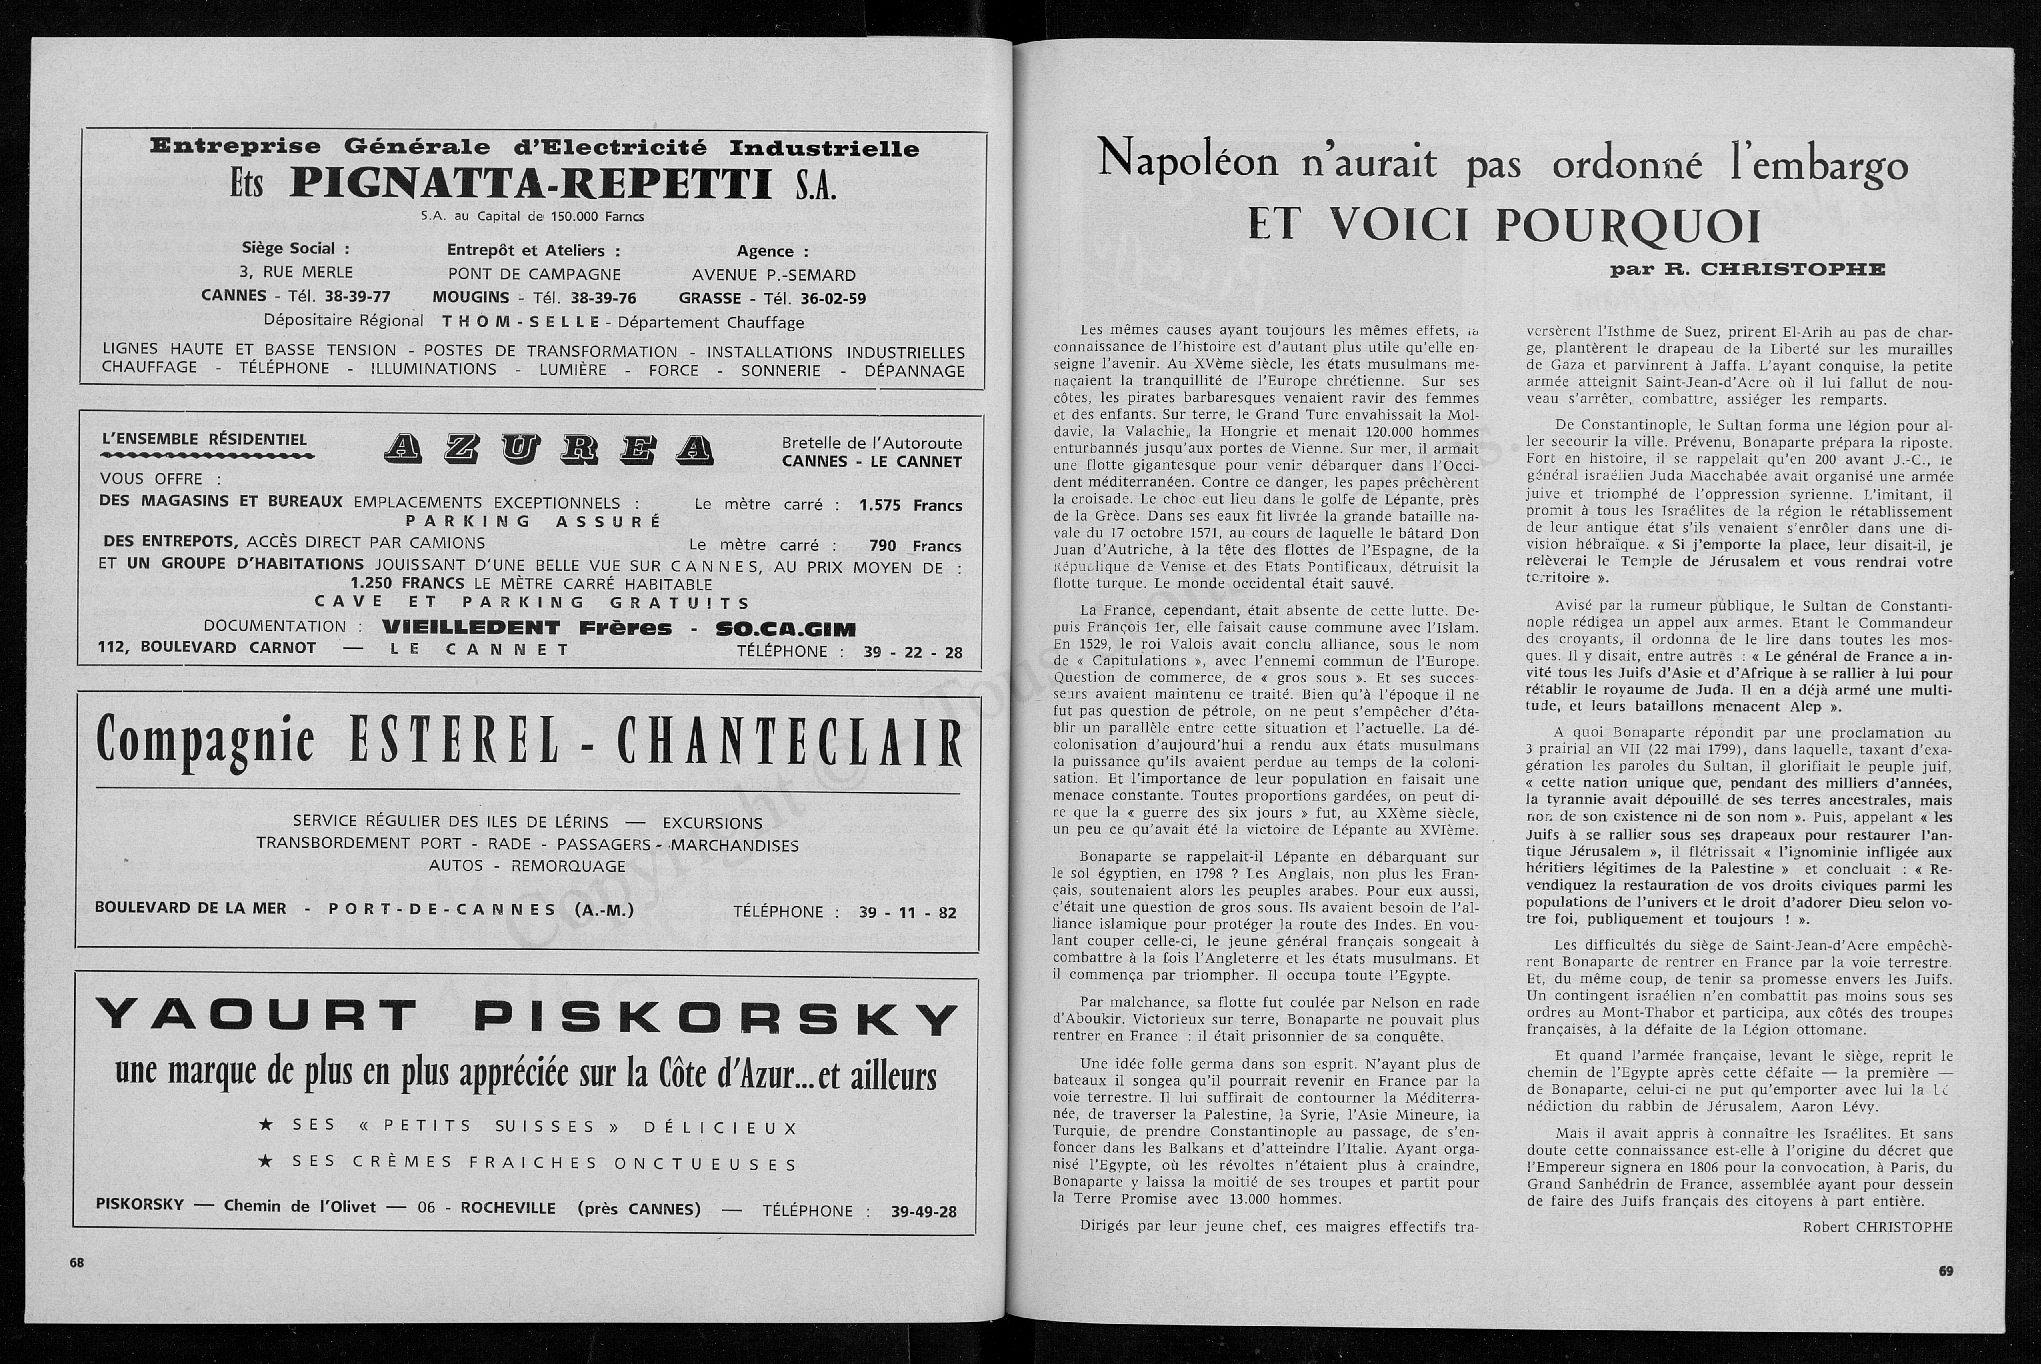 Entreprise Générale d'Electricité Industrielle
Ets PIGNATTA-REPETTI S.A.
S.A. au Capital de 150.000 Farncs
Siège Social :
3, RUE MERLE
CANNES - Tél. 38-39-77
Entrepôt et Ateliers :
PONT DE CAMPAGNE
MOUGINS - Tél. 38-39-76
Agence :
AVENUE P.-SEMARD
GRASSE - Tél. 36-02-59
Dépositaire Régional THOM-SELLE - Département Chauffage
LIGNES HAUTE ET BASSE TENSION - POSTES DE TRANSFORMATION - INSTALLATIONS INDUSTRIELLES
CHAUFFAGE - TÉLÉPHONE - ILLUMINATIONS - LUMIÈRE - FORCE - SONNERIE - DÉPANNAGE
L'ENSEMBLE RÉSIDENTIEL
AZUREA
Bretelle de l'Autoroute
CANNES - LE CANNET
VOUS OFFRE :
DES MAGASINS ET BUREAUX EMPLACEMENTS EXCEPTIONNELS : Le mètre carré : 1.575 Francs
PARKING ASSURÉ
DES ENTREPOTS, ACCÈS DIRECT PAR CAMIONS Le mètre carré : 790 Francs
ET UN GROUPE D'HABITATIONS JOUISSANT D'UNE BELLE VUE SUR CANNES, AU PRIX MOYEN DE :
1.250 FRANCS LE MÈTRE CARRÉ HABITABLE
CAVE ET PARKING GRATUITS
DOCUMENTATION : VIEILLEDENT Frères - SO.CA.GIM
112, BOULEVARD CARNOT — LE CANNET TÉLÉPHONE : 39 - 22 - 28
Compagnie ESTEREL - CHANTECLAIR
SERVICE RÉGULIER DES ILES DE LÉRINS — EXCURSIONS
TRANSBORDEMENT PORT - RADE - PASSAGERS - MARCHANDISES
AUTOS - REMORQUAGE
BOULEVARD DE LA MER - PORT-DE-CANNES (A.-M.) TÉLÉPHONE : 39 - 11 - 82
YAOURT PISKORSKY
une marque de plus en plus appréciée sur la Côte d'Azur... et ailleurs
★ SES « PETITS SUISSES » DÉLICIEUX
★ SES CRÈMES FRAICHES ONCTUEUSES
PISKORSKY — Chemin de l'Olivet — 06 - ROCHEVILLE (près CANNES) — TÉLÉPHONE : 39-49-28
68
Napoléon n'aurait pas ordonné l'embargo
ET VOICI POURQUOI
par R. CHRISTOPHE
Les mêmes causes ayant toujours les mêmes effets, la
connaissance de l'histoire est d'autant plus utile qu'elle en-
seigne l'avenir. Au XVème siècle, les états musulmans me-
naçaient la tranquillité de l'Europe chrétienne. Sur ses
côtes, les pirates barbaresques venaient ravir des femmes
et des enfants. Sur terre, le Grand Turc envahissait la Mol-
davie, la Valachie, la Hongrie et menait 120.000 hommes
enturbannés jusqu'aux portes de Vienne. Sur mer, il armait
une flotte gigantesque pour venir débarquer dans l'Occi-
dent méditerranéen. Contre ce danger, les papes prêchèrent
la croisade. Le choc eut lieu dans le golfe de Lépante, près
de la Grèce. Dans ses eaux fit livrée la grande bataille na-
vale du 17 octobre 1571, au cours de laquelle le bâtard Don
Juan d'Autriche, à la tête des flottes de l'Espagne, de la
République de Venise et des Etats Pontificaux, détruisit la
flotte turque. Le monde occidental était sauvé.
La France, cependant, était absente de cette lutte. De-
puis François 1er, elle faisait cause commune avec l'Islam.
En 1529, le roi Valois avait conclu alliance, sous le nom
de « Capitulations », avec l'ennemi commun de l'Europe.
Question de commerce, de « gros sous ». Et ses succes-
seurs avaient maintenu ce traité. Bien qu'à l'époque il ne
fut pas question de pétrole, on ne peut s'empêcher d'éta-
blir un parallèle entre cette situation et l'actuelle. La dé-
colonisation d'aujourd'hui a rendu aux états musulmans
la puissance qu'ils avaient perdue au temps de la coloni-
sation. Et l'importance de leur population en faisait une
menace constante. Toutes proportions gardées, on peut di-
re que la « guerre des six jours » fut, au XXème siècle,
un peu ce qu'avait été la victoire de Lépante au XVIème.
Bonaparte se rappelait-il Lépante en débarquant sur
le sol égyptien, en 1798 ? Les Anglais, non plus les Fran-
çais, soutenaient alors les peuples arabes. Pour eux aussi,
c'était une question de gros sous. Ils avaient besoin de l'al-
liance islamique pour protéger la route des Indes. En vou-
lant couper celle-ci, le jeune général français songeait à
combattre à la fois l'Angleterre et les états musulmans. Et
il commença par triompher. Il occupa toute l'Egypte.
Par malchance, sa flotte fut coulée par Nelson en rade
d'Aboukir. Victorieux sur terre, Bonaparte ne pouvait plus
rentrer en France : il était prisonnier de sa conquête.
Une idée folle germa dans son esprit. N'ayant plus de
bateaux il songea qu'il pourrait revenir en France par la
voie terrestre. Il lui suffirait de contourner la Méditerra-
née, de traverser la Palestine, la Syrie, l'Asie Mineure, la
Turquie, de prendre Constantinople au passage, de s'en-
foncer dans les Balkans et d'atteindre l'Italie. Ayant orga-
nisé l'Egypte, où les révoltes n'étaient plus à craindre,
Bonaparte y laissa la moitié de ses troupes et partit pour
la Terre Promise avec 13.000 hommes.
Dirigés par leur jeune chef, ces maigres effectifs tra-
versèrent l'Isthme de Suez, prirent El-Arih au pas de char-
ge, plantèrent le drapeau de la Liberté sur les murailles
de Gaza et parvinrent à Jaffa. L'ayant conquise, la petite
armée atteignit Saint-Jean-d'Acre où il lui fallut de nou-
veau s'arrêter, combattre, assiéger les remparts.
De Constantinople, le Sultan forma une légion pour al-
ler secourir la ville. Prévenu, Bonaparte prépara la riposte.
Fort en histoire, il se rappelait qu'en 200 avant J.-C., le
général israélien Juda Macchabée avait organisé une armée
juive et triomphé de l'oppression syrienne. L'imitant, il
promit à tous les Israélites de la région le rétablissement
de leur antique état s'ils venaient s'enrôler dans une di-
vision hébraïque. « Si j'emporte la place, leur disait-il, je
relèverai le Temple de Jérusalem et vous rendrai votre
territoire ».
Avisé par la rumeur publique, le Sultan de Constanti-
nople rédigea un appel aux armes. Etant le Commandeur
des croyants, il ordonna de le lire dans toutes les mos-
ques. Il y disait, entre autres : « Le général de France a in-
vité tous les Juifs d'Asie et d'Afrique à se rallier à lui pour
rétablir le royaume de Juda. Il en a déjà armé une multi-
tude, et leurs bataillons menacent Alep ».
A quoi Bonaparte répondit par une proclamation du
3 prairial an VII (22 mai 1799), dans laquelle, taxant d'exa-
gération les paroles du Sultan, il glorifiait le peuple juif,
« cette nation unique que, pendant des milliers d'années,
la tyrannie avait dépouillé de ses terres ancestrales, mais
non de son existence ni de son nom ». Puis, appelant « les
Juifs à se rallier sous ses drapeaux pour restaurer l'an-
tique Jérusalem », il flétrissait « l'ignominie infligée aux
héritiers légitimes de la Palestine » et concluait : « Re-
vendiquez la restauration de vos droits civiques parmi les
populations de l'univers et le droit d'adorer Dieu selon vo-
tre foi, publiquement et toujours ! ».
Les difficultés du siège de Saint-Jean-d'Acre empêchè-
rent Bonaparte de rentrer en France par la voie terrestre.
Et, du même coup, de tenir sa promesse envers les Juifs.
Un contingent israélien n'en combattit pas moins sous ses
ordres au Mont-Thabor et participa, aux côtés des troupes
françaises, à la défaite de la Légion ottomane.
Et quand l'armée française, levant le siège, reprit le
chemin de l'Egypte après cette défaite — la première —
de Bonaparte, celui-ci ne put qu'emporter avec lui la bé
nédiction du rabbin de Jérusalem, Aaron Lévy.
Mais il avait appris à connaître les Israélites. Et sans
doute cette connaissance est-elle à l'origine du décret que
l'Empereur signera en 1806 pour la convocation, à Paris, du
Grand Sanhédrin de France, assemblée ayant pour dessein
de faire des Juifs français des citoyens à part entière.
Robert CHRISTOPHE
69